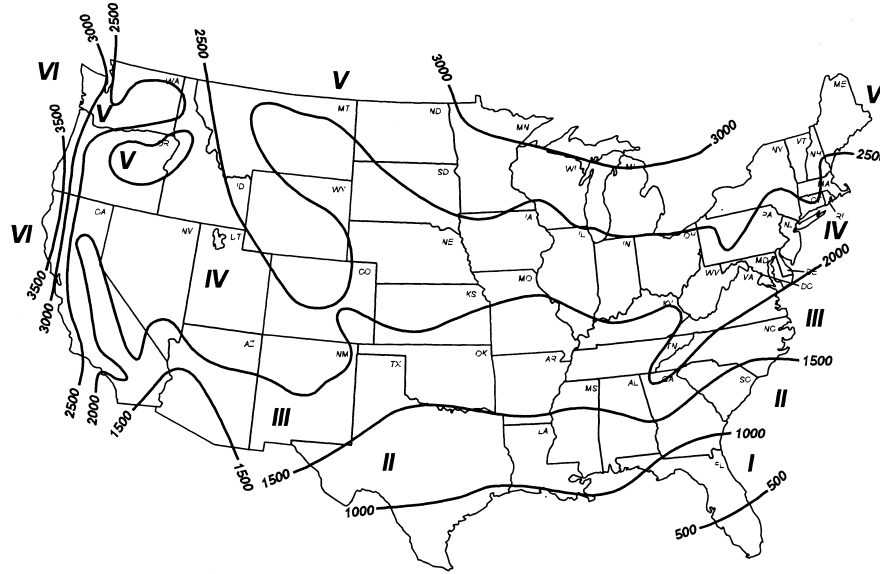 3000
2500
2500
VI
V
3000
V
ME
WA
V
MT
ND
MN
3000
3500
V
OR
WI
MI
NY
VT
NH
2500
SD
MA
ID
WY
CT
RI
CA
IA
PA
VI
NV
UT
NE
IL
IN
OH
NJ
IV
IV
CO
MO
WV
MD
VA
DE
DC
2000
3500
3000
KS
KY
III
NC
AZ
NM
TX
OK
AR
TN
1500
2500
2000
1500
III
MS
AL
GA
SC
II
LA
1000
II
1500
1500
FL
I
1000
500
500